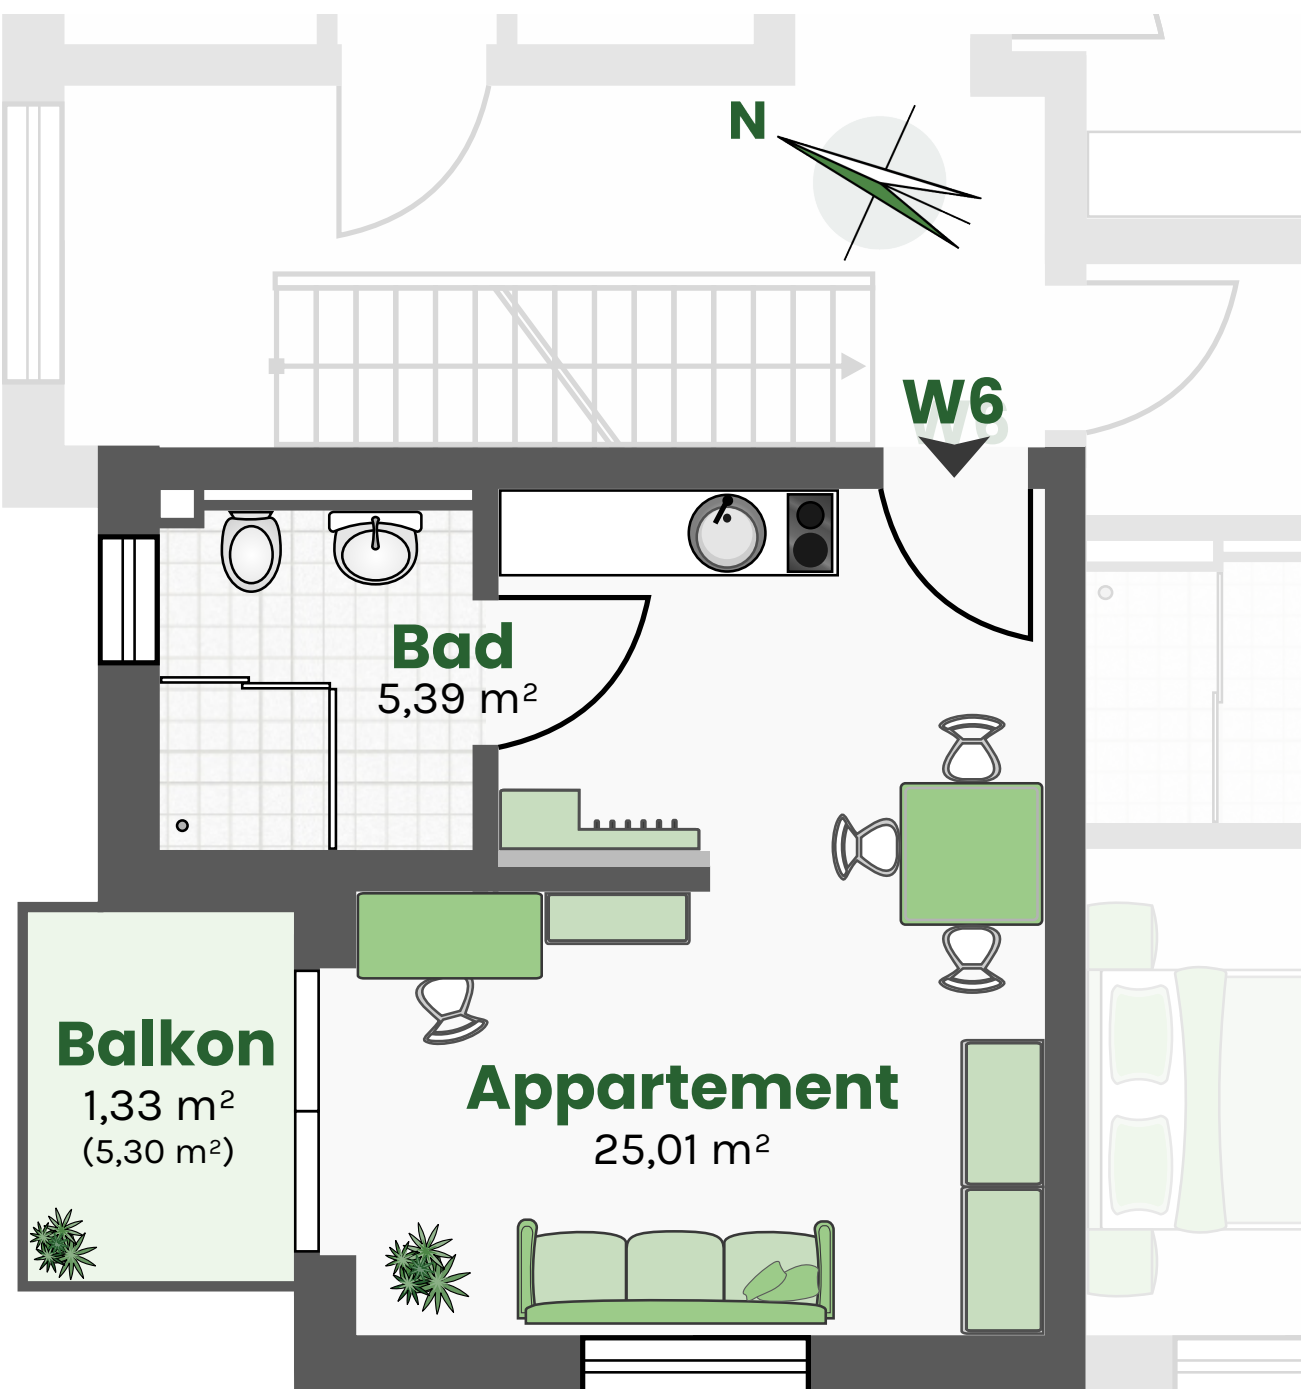 N
W6
Bad
5,39 m²
Balkon
1,33 m²
(5,30 m²)
Appartement
25,01 m²